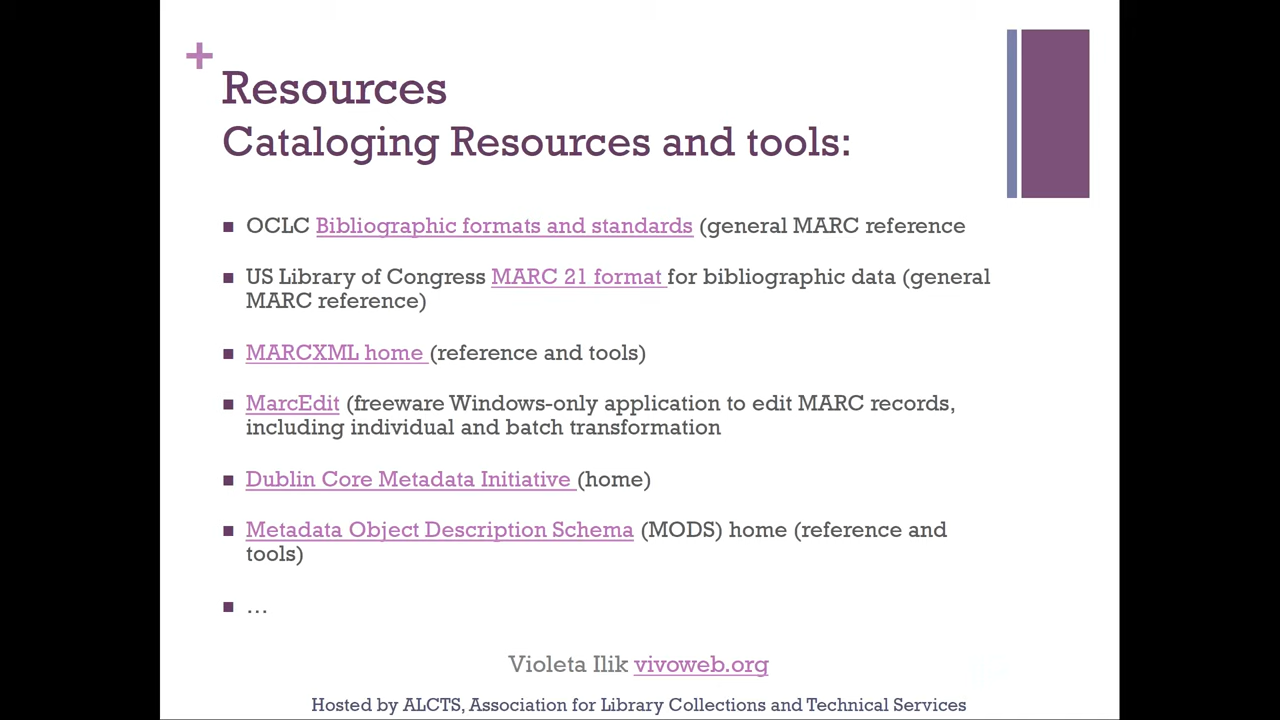 +
Resources
Cataloging Resources and tools:
■ OCLC Bibliographic formats and standards (general MARC reference
■ US Library of Congress MARC 21 format for bibliographic data (general
MARC reference)
■ MARCXML home (reference and tools)
■ MarcEdit (freeware Windows-only application to edit MARC records,
including individual and batch transformation
■ Dublin Core Metadata Initiative (home)
■ Metadata Object Description Schema (MODS) home (reference and
tools)
■ …
Violeta Ilik vivoweb.org
Hosted by ALCTS, Association for Library Collections and Technical Services